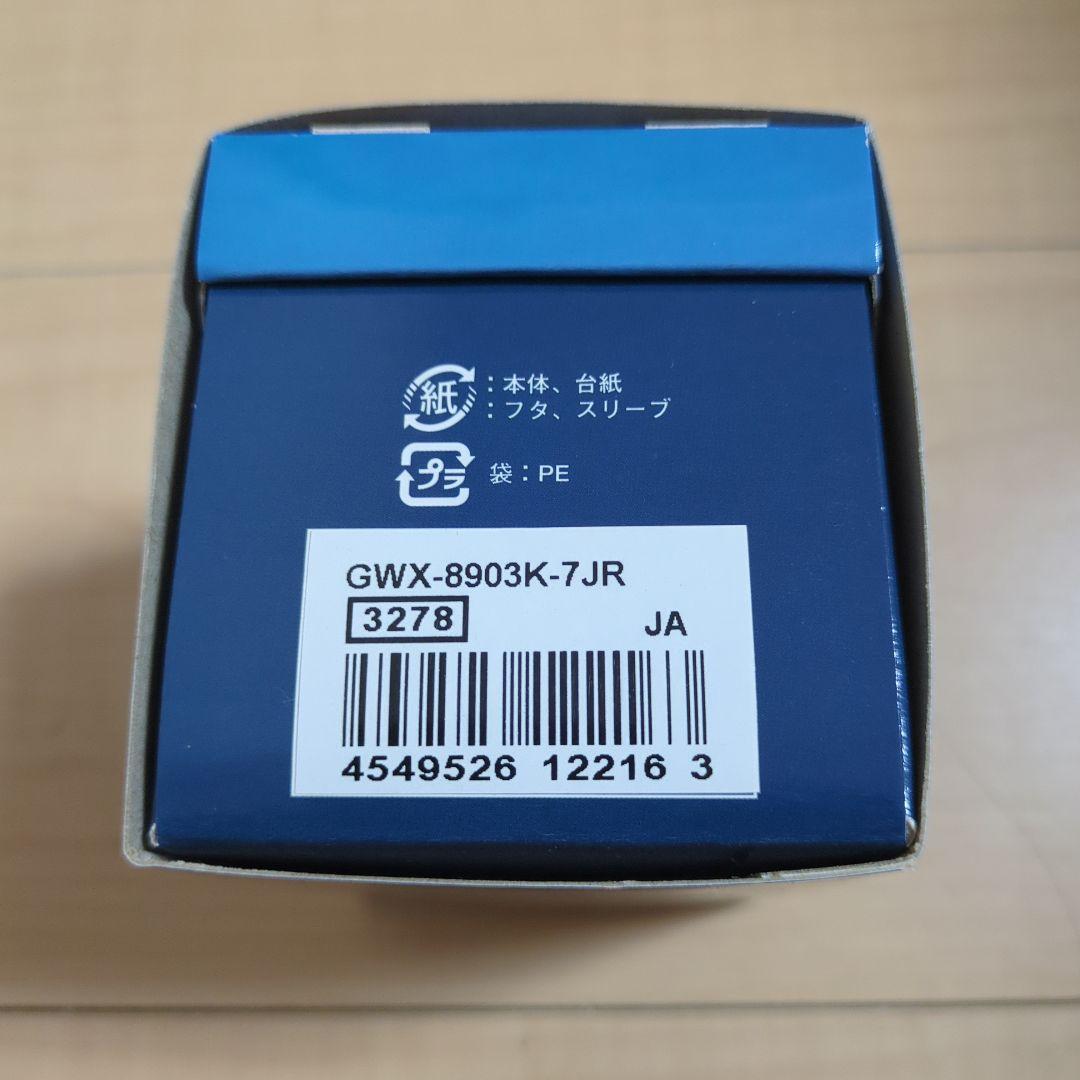 紙 : 本体、台紙
: フタ、スリーブ
プラ 袋 : PE
GWX-8903K-7JR
3278 JA
4549526 12216 3